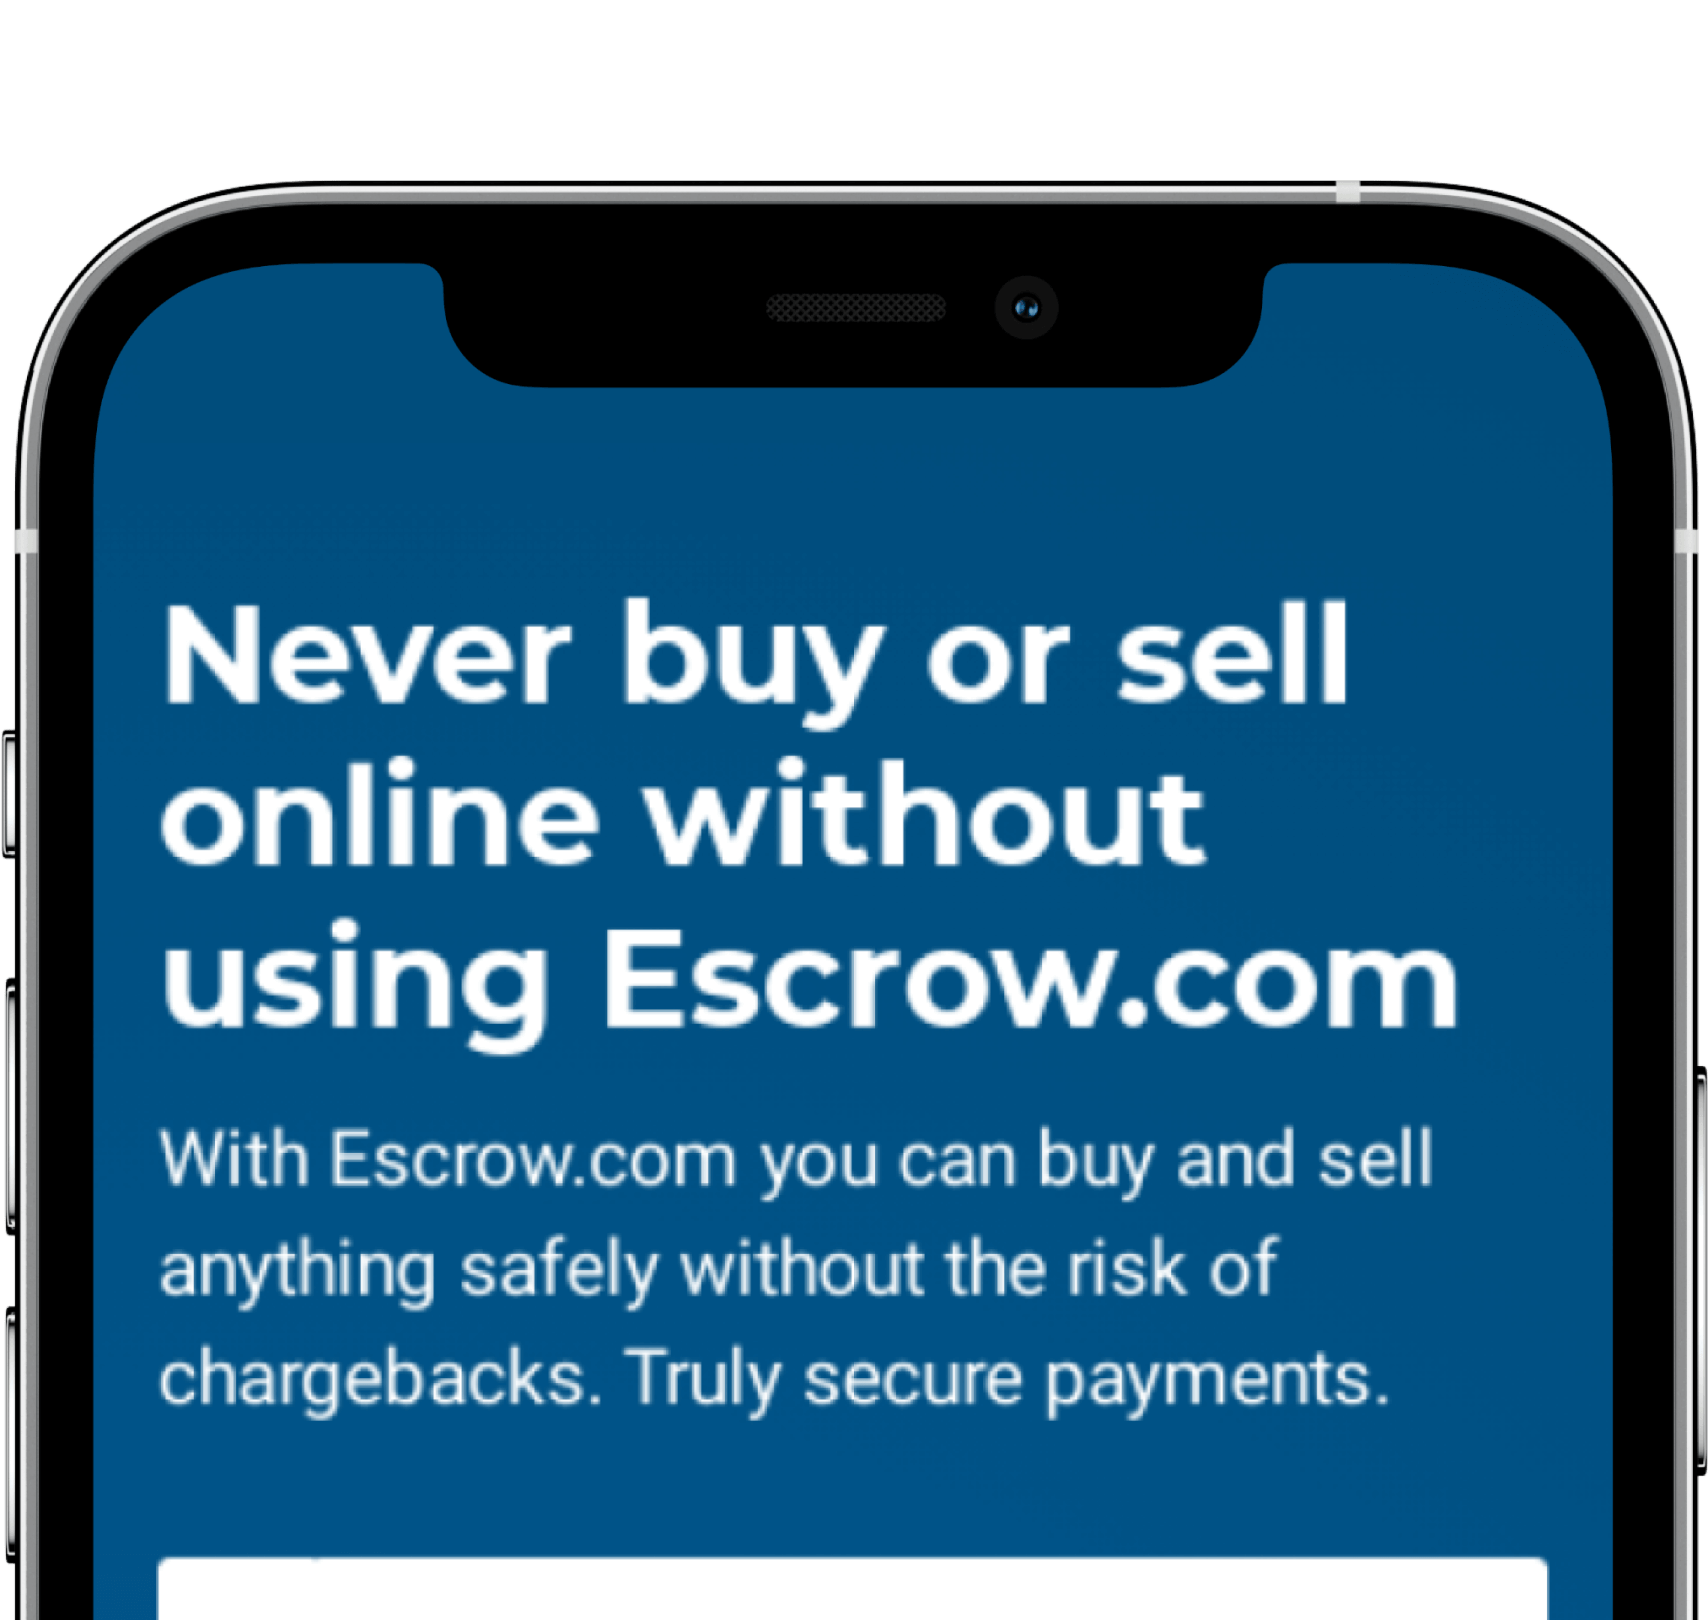 Never buy or sell
online without
using Escrow.com
With Escrow.com you can buy and sell
anything safely without the risk of
chargebacks. Truly secure payments.